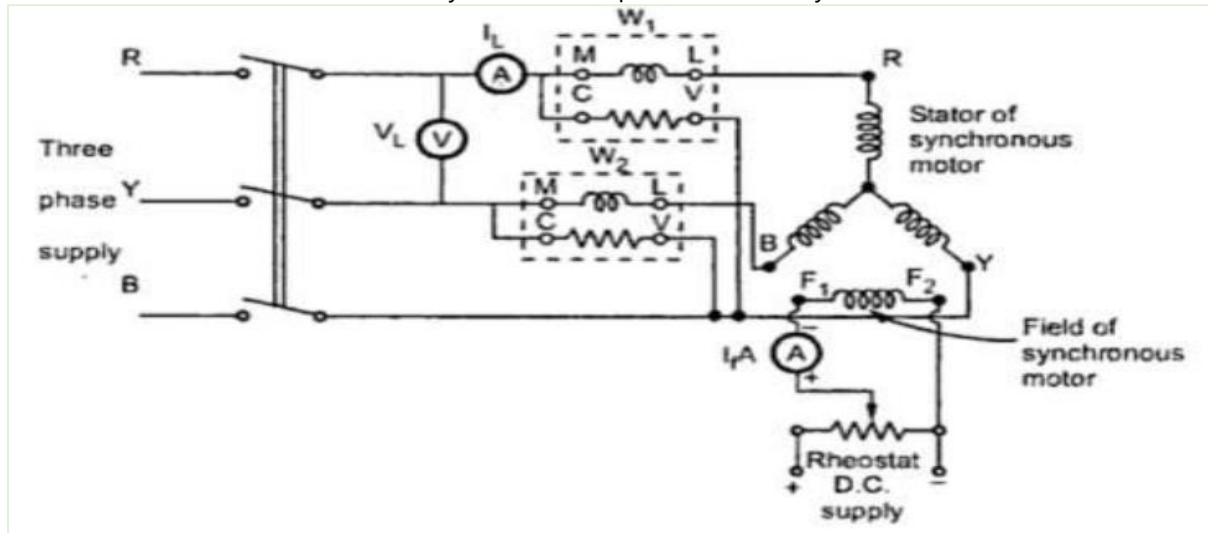 W1
IL
R
A
M
L
R
C
V
Three
VL
V
Stator of
synchronous
motor
W2
phase
Y
M
L
C
V
supply
B
Y
B
F1
F2
IfA
A
−
+
Field of
synchronous
motor
Rheostat
+
D.C.
−
supply